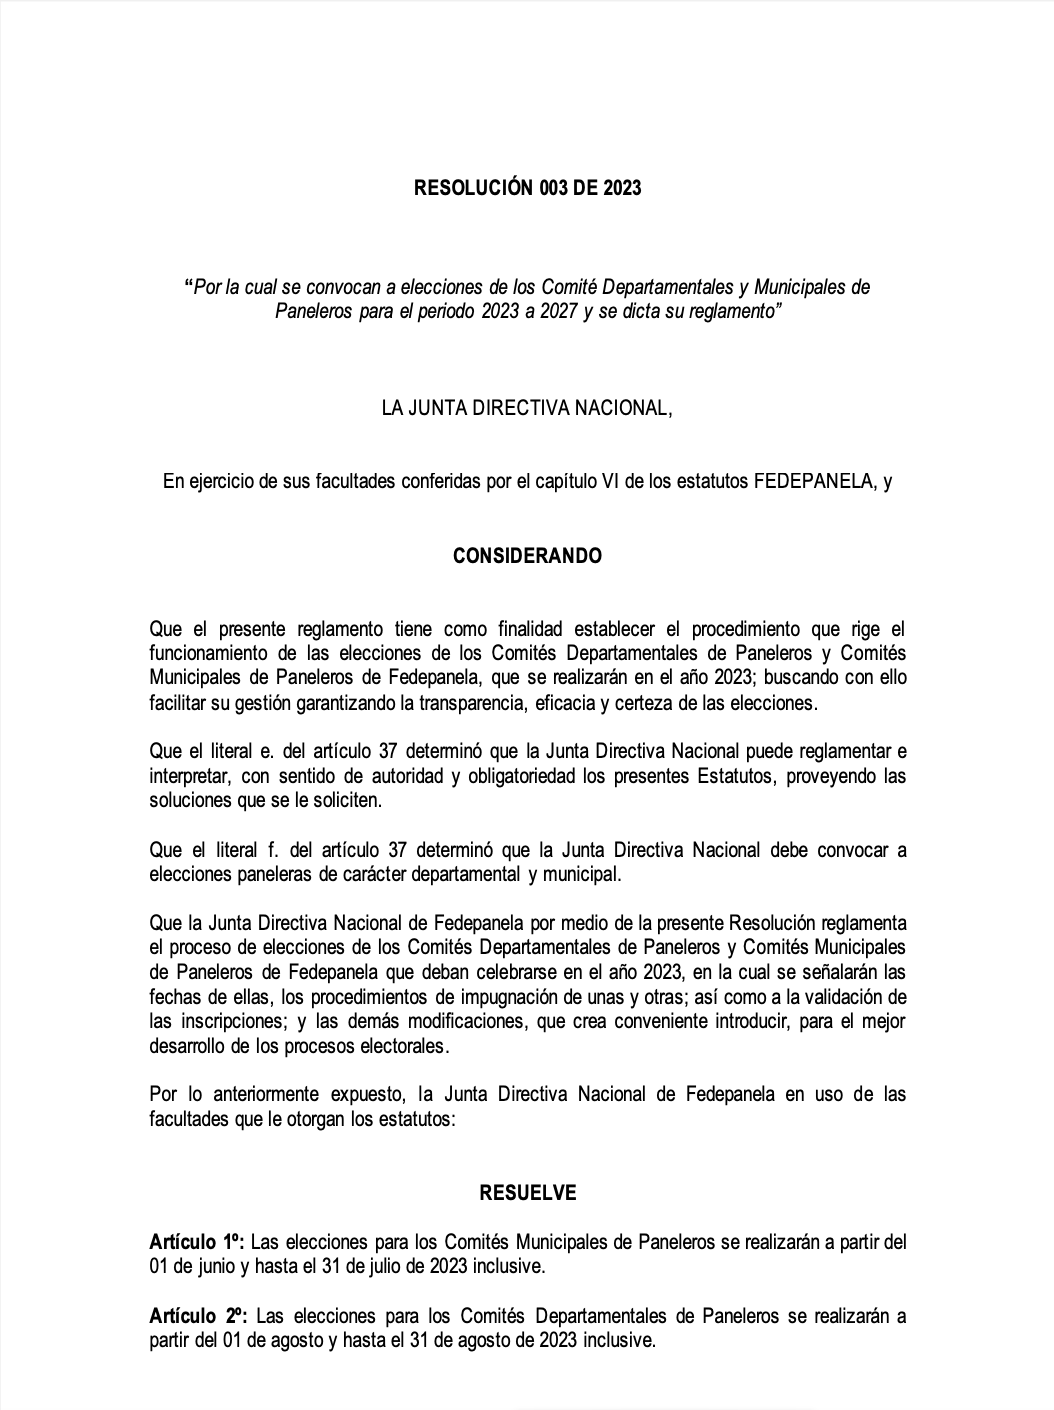 RESOLUCIÓN 003 DE 2023
“Por la cual se convocan a elecciones de los Comité Departamentales y Municipales de
Paneleros para el periodo 2023 a 2027 y se dicta su reglamento”
LA JUNTA DIRECTIVA NACIONAL,
En ejercicio de sus facultades conferidas por el capítulo VI de los estatutos FEDEPANELA, y
CONSIDERANDO
Que el presente reglamento tiene como finalidad establecer el procedimiento que rige el
funcionamiento de las elecciones de los Comités Departamentales de Paneleros y Comités
Municipales de Paneleros de Fedepanela, que se realizarán en el año 2023; buscando con ello
facilitar su gestión garantizando la transparencia, eficacia y certeza de las elecciones.
Que el literal e. del artículo 37 determinó que la Junta Directiva Nacional puede reglamentar e
interpretar, con sentido de autoridad y obligatoriedad los presentes Estatutos, proveyendo las
soluciones que se le soliciten.
Que el literal f. del artículo 37 determinó que la Junta Directiva Nacional debe convocar a
elecciones paneleras de carácter departamental y municipal.
Que la Junta Directiva Nacional de Fedepanela por medio de la presente Resolución reglamenta
el proceso de elecciones de los Comités Departamentales de Paneleros y Comités Municipales
de Paneleros de Fedepanela que deban celebrarse en el año 2023, en la cual se señalarán las
fechas de ellas, los procedimientos de impugnación de unas y otras; así como a la validación de
las inscripciones; y las demás modificaciones, que crea conveniente introducir, para el mejor
desarrollo de los procesos electorales.
Por lo anteriormente expuesto, la Junta Directiva Nacional de Fedepanela en uso de las
facultades que le otorgan los estatutos:
RESUELVE
Artículo 1º: Las elecciones para los Comités Municipales de Paneleros se realizarán a partir del
01 de junio y hasta el 31 de julio de 2023 inclusive.
Artículo 2º: Las elecciones para los Comités Departamentales de Paneleros se realizarán a
partir del 01 de agosto y hasta el 31 de agosto de 2023 inclusive.